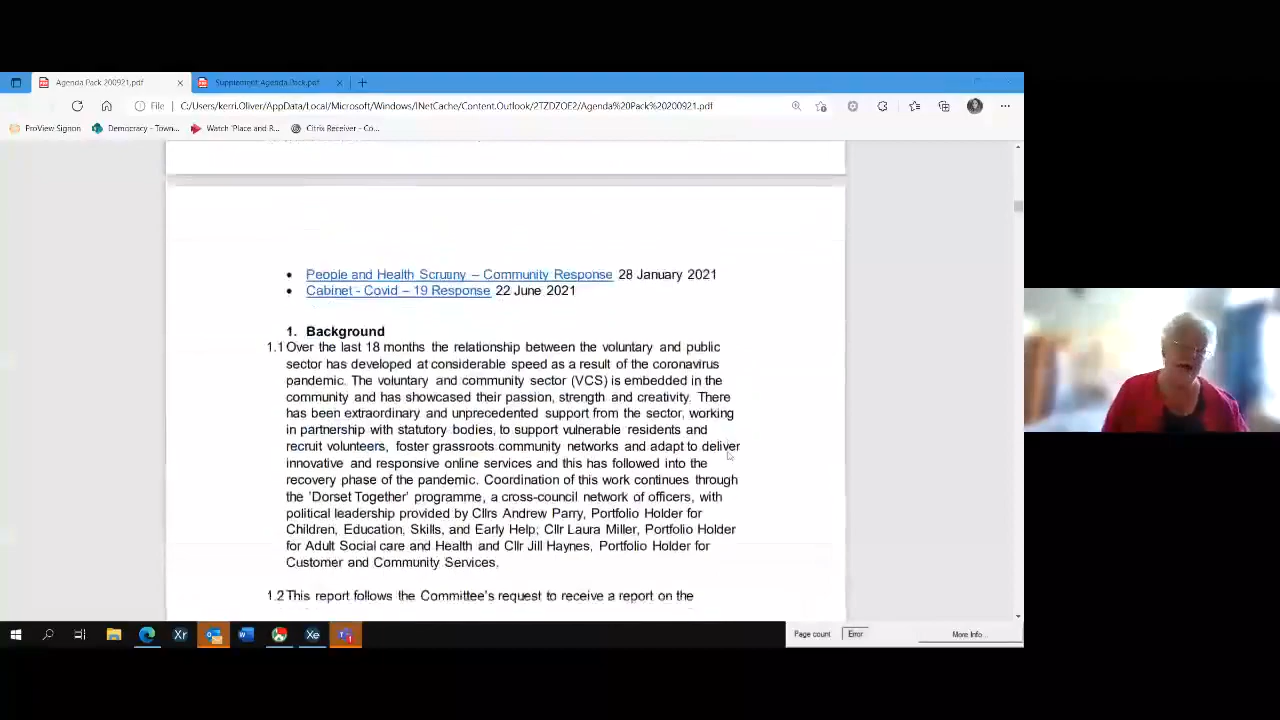 Agenda Pack 200921.pdf
Supplement Agenda Pack.pdf
File C:/Users/kerri.Oliver/AppData/Local/Microsoft/Windows/INetCache/Content.Outlook/2TZDZOE2/Agenda%20Pack%20200921.pdf
ProView Signon
Democracy - Town...
Watch 'Place and R...
Citrix Receiver - Co...
• People and Health Scrutiny – Community Response 28 January 2021
• Cabinet - Covid – 19 Response 22 June 2021
1. Background
1.1 Over the last 18 months the relationship between the voluntary and public
sector has developed at considerable speed as a result of the coronavirus
pandemic. The voluntary and community sector (VCS) is embedded in the
community and has showcased their passion, strength and creativity. There
has been extraordinary and unprecedented support from the sector, working
in partnership with statutory bodies, to support vulnerable residents and
recruit volunteers, foster grassroots community networks and adapt to deliver
innovative and responsive online services and this has followed into the
recovery phase of the pandemic. Coordination of this work continues through
the 'Dorset Together' programme, a cross-council network of officers, with
political leadership provided by Cllrs Andrew Parry, Portfolio Holder for
Children, Education, Skills, and Early Help; Cllr Laura Miller, Portfolio Holder
for Adult Social care and Health and Cllr Jill Haynes, Portfolio Holder for
Customer and Community Services.
1.2 This report follows the Committee's request to receive a report on the
Page count Error More Info...